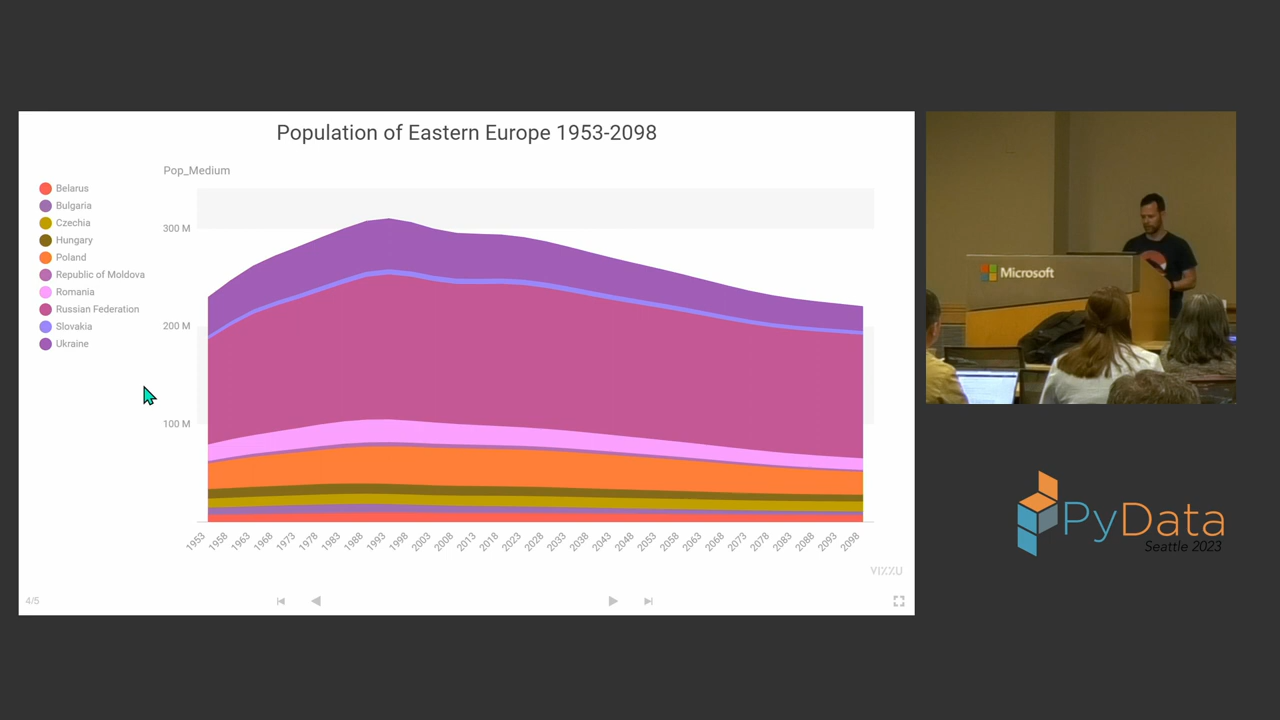 Population of Eastern Europe 1953-2098
Pop_Medium
Belarus
Bulgaria
Czechia
Hungary
Poland
Republic of Moldova
Romania
Russian Federation
Slovakia
Ukraine
300 M
200 M
100 M
1953 1958 1963 1968 1973 1978 1983 1988 1993 1998 2003 2008 2013 2018 2023 2028 2033 2038 2043 2048 2053 2058 2063 2068 2073 2078 2083 2088 2093 2098
VIZZU
4/5
Microsoft
PyData
Seattle 2023